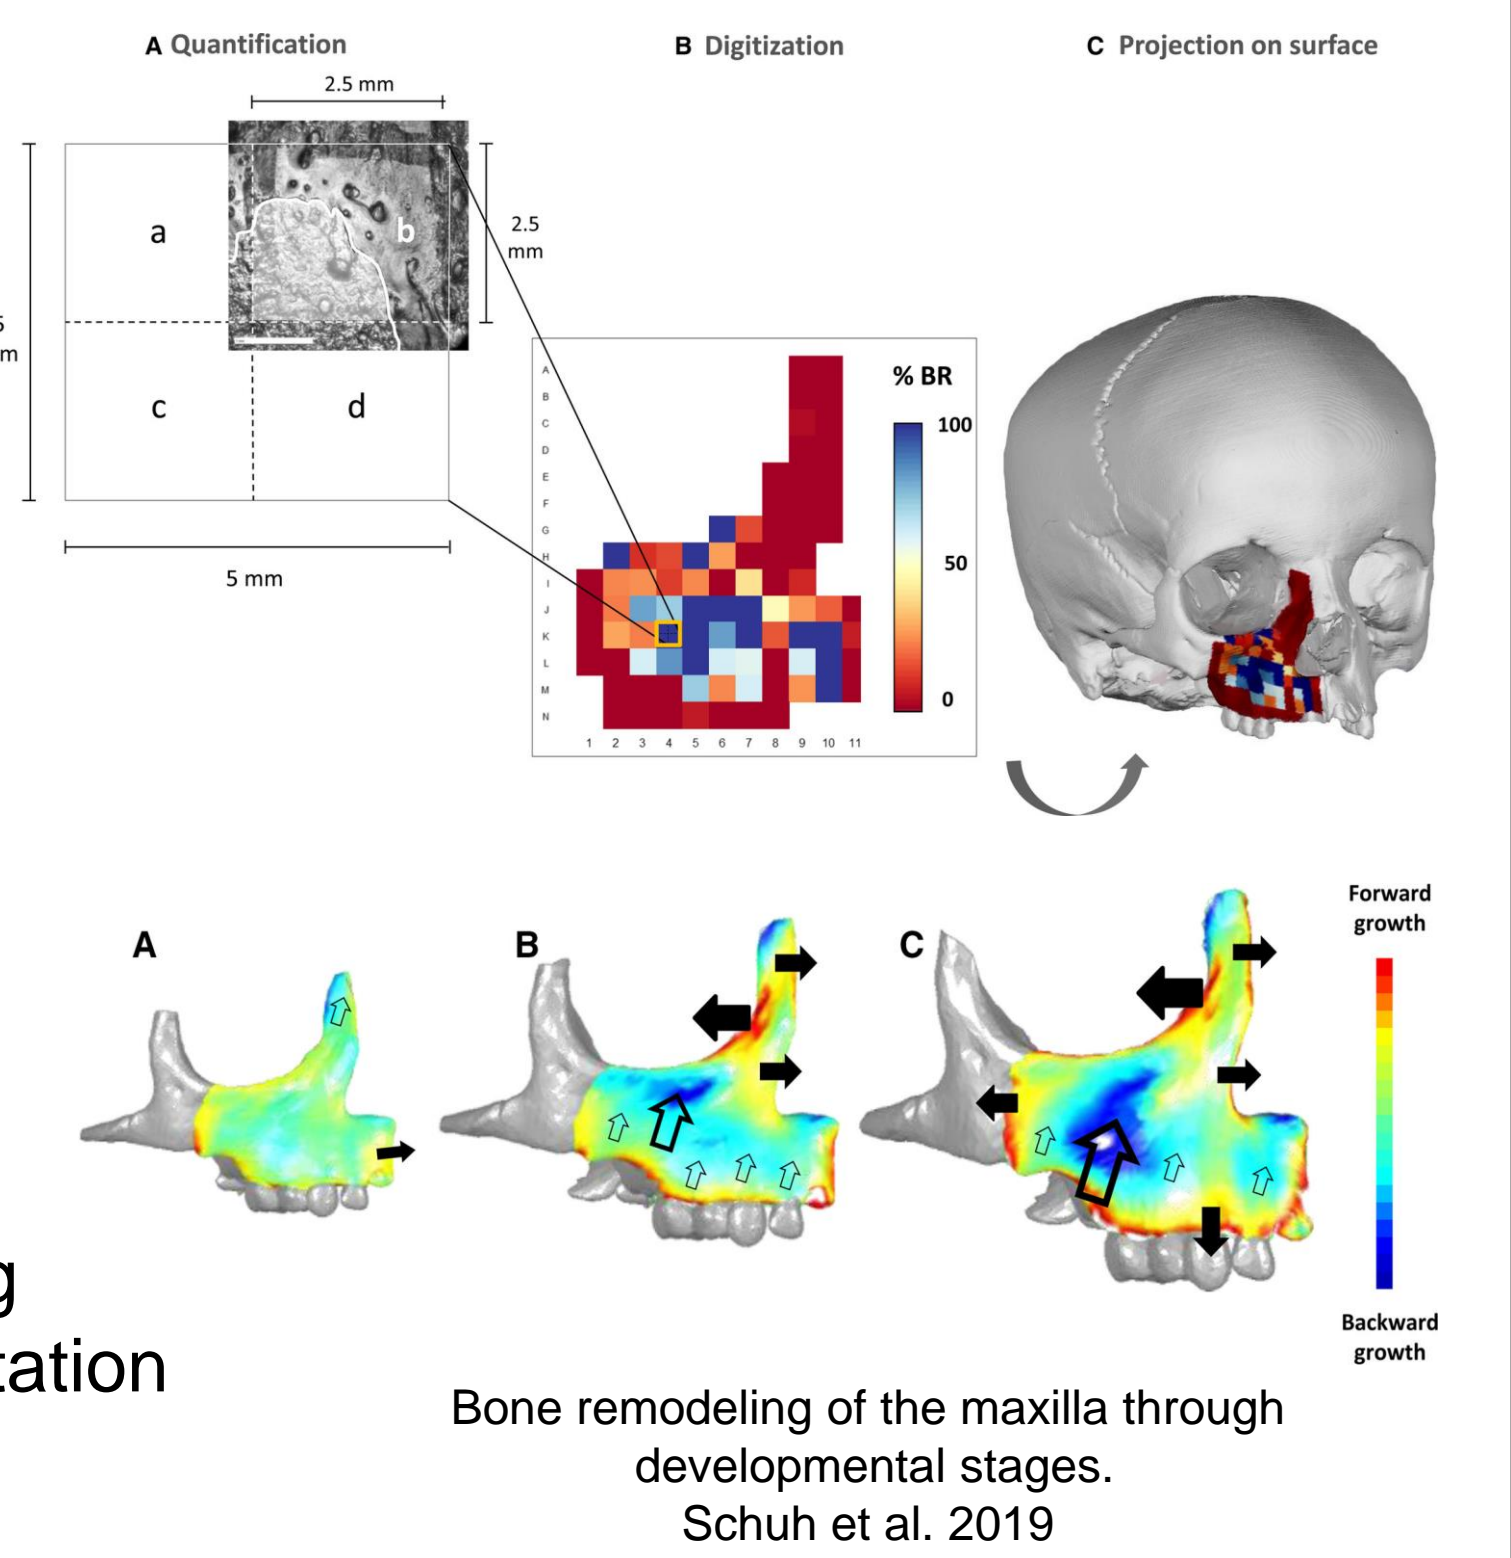 A Quantification
B Digitization
C Projection on surface
2.5 mm
a
b
2.5
mm
c
d
5 mm
% BR
100
50
0
A
B
C
D
E
F
G
H
I
J
K
L
M
N
1 2 3 4 5 6 7 8 9 10 11
A
B
C
Forward
growth
Backward
growth
Bone remodeling of the maxilla through
developmental stages.
Schuh et al. 2019